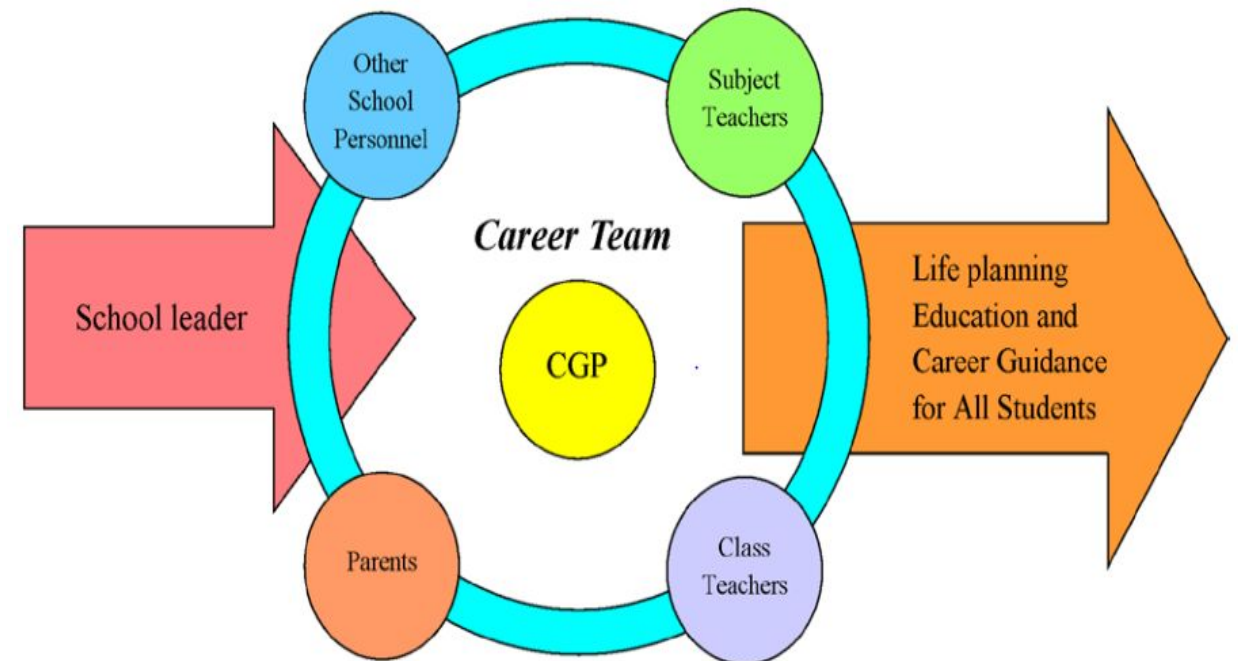 Other
School
Personnel
Subject
Teachers
Career Team
School leader
CGP
Life planning
Education and
Career Guidance
for All Students
Parents
Class
Teachers